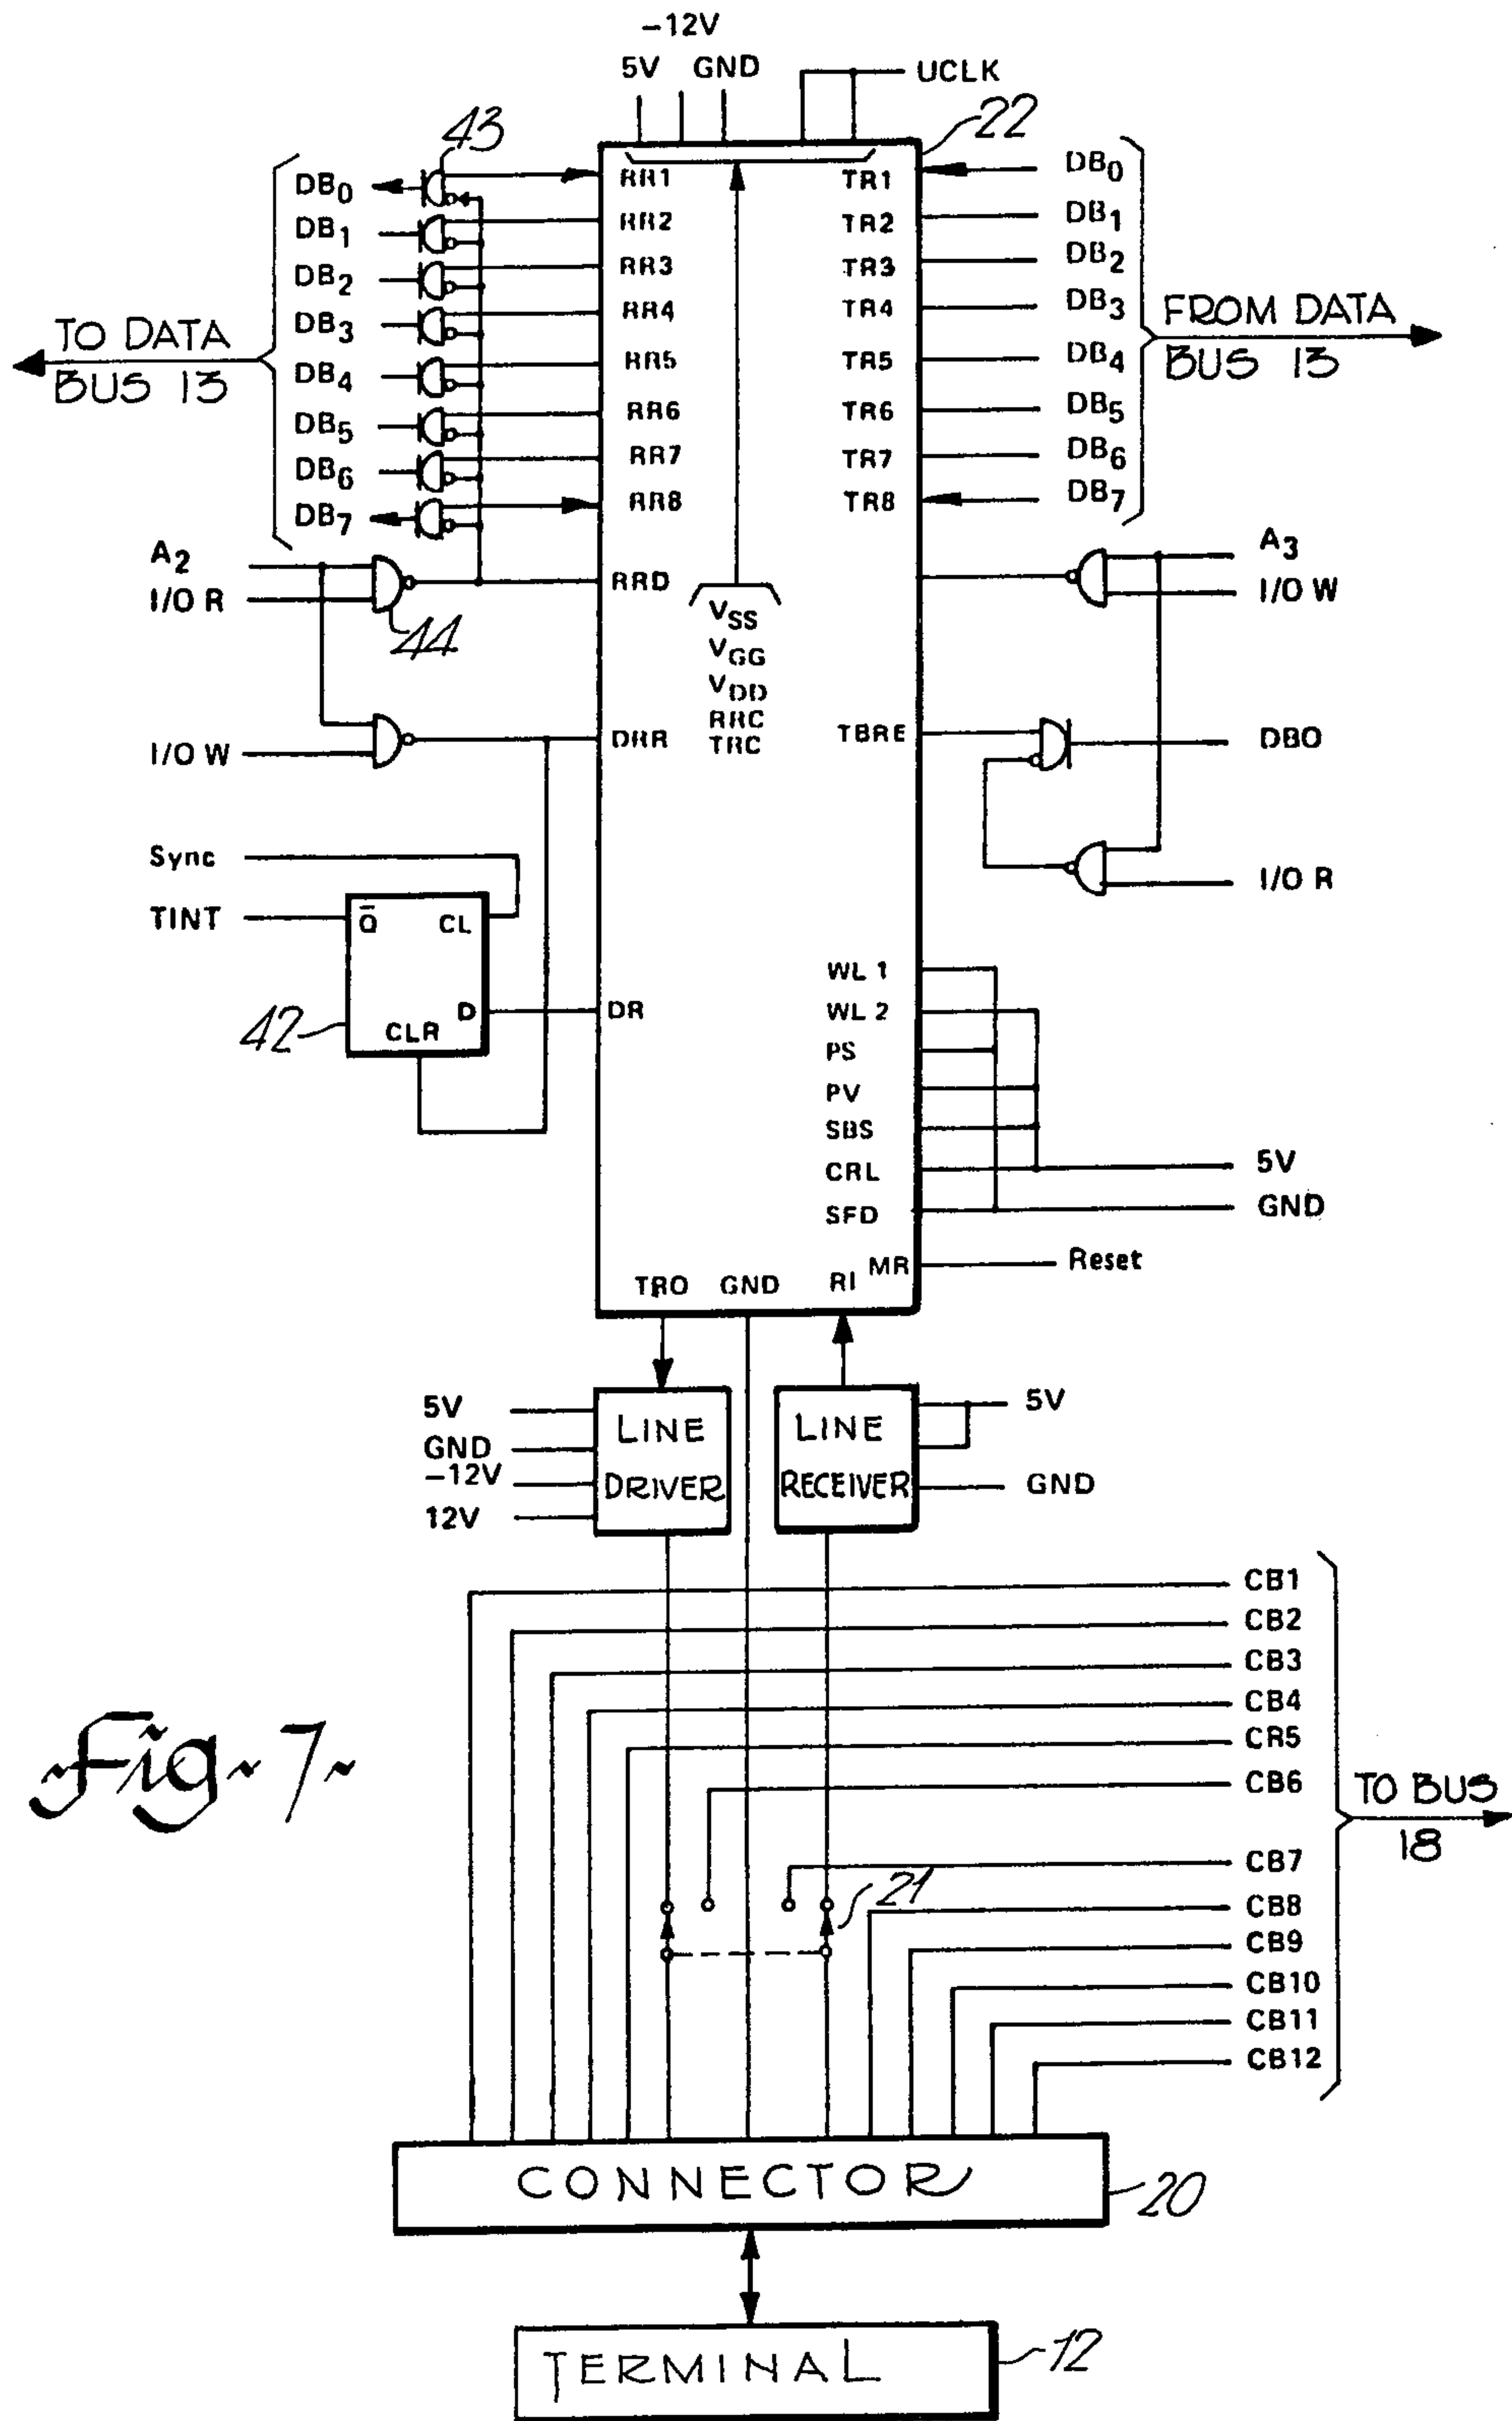 -12V
5V GND
UCLK
43
22
DB0 RR1 TR1 DB0
DB1 RR2 TR2 DB1
DB2 RR3 TR3 DB2
DB3 RR4 TR4 DB3
DB4 RR5 TR5 DB4
DB5 RR6 TR6 DB5
DB6 RR7 TR7 DB6
DB7 RR8 TR8 DB7
TO DATA
BUS 13
FROM DATA
BUS 13
A2
I/O R
44
RRD
A3
I/O W
VSS
VGG
VDD
RRC
TRC
I/O W
DRR
TBRE
DBO
Sync
TINT
Q̄ CL
D
CLR
42
DR
I/O R
WL 1
WL 2
PS
PV
SBS
CRL
SFD
5V
GND
MR
Reset
TRO GND RI
5V
GND
-12V
12V
LINE
DRIVER
LINE
RECEIVER
5V
GND
CB1
CB2
CB3
CB4
CR5
CB6
CB7
CB8
CB9
CB10
CB11
CB12
TO BUS
18
21
~Fig~7~
CONNECTOR
20
TERMINAL
12